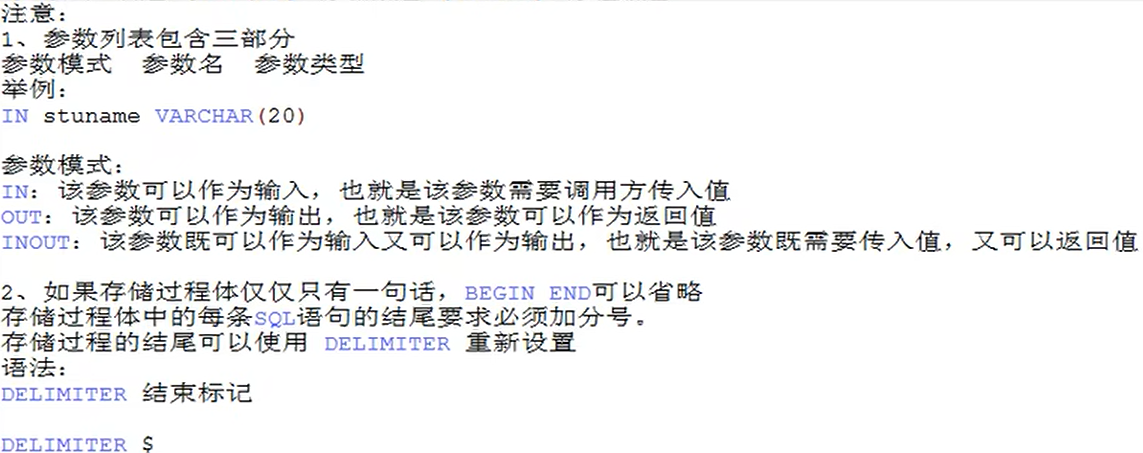 注意：
1、参数列表包含三部分
参数模式 参数名 参数类型
举例：
IN stuname VARCHAR(20)
参数模式：
IN：该参数可以作为输入，也就是该参数需要调用方传入值
OUT：该参数可以作为输出，也就是该参数可以作为返回值
INOUT：该参数既可以作为输入又可以作为输出，也就是该参数既需要传入值，又可以返回值
2、如果存储过程体仅仅只有一句话，BEGIN END可以省略
存储过程体中的每条SQL语句的结尾要求必须加分号。
存储过程的结尾可以使用 DELIMITER 重新设置
语法：
DELIMITER 结束标记
DELIMITER $